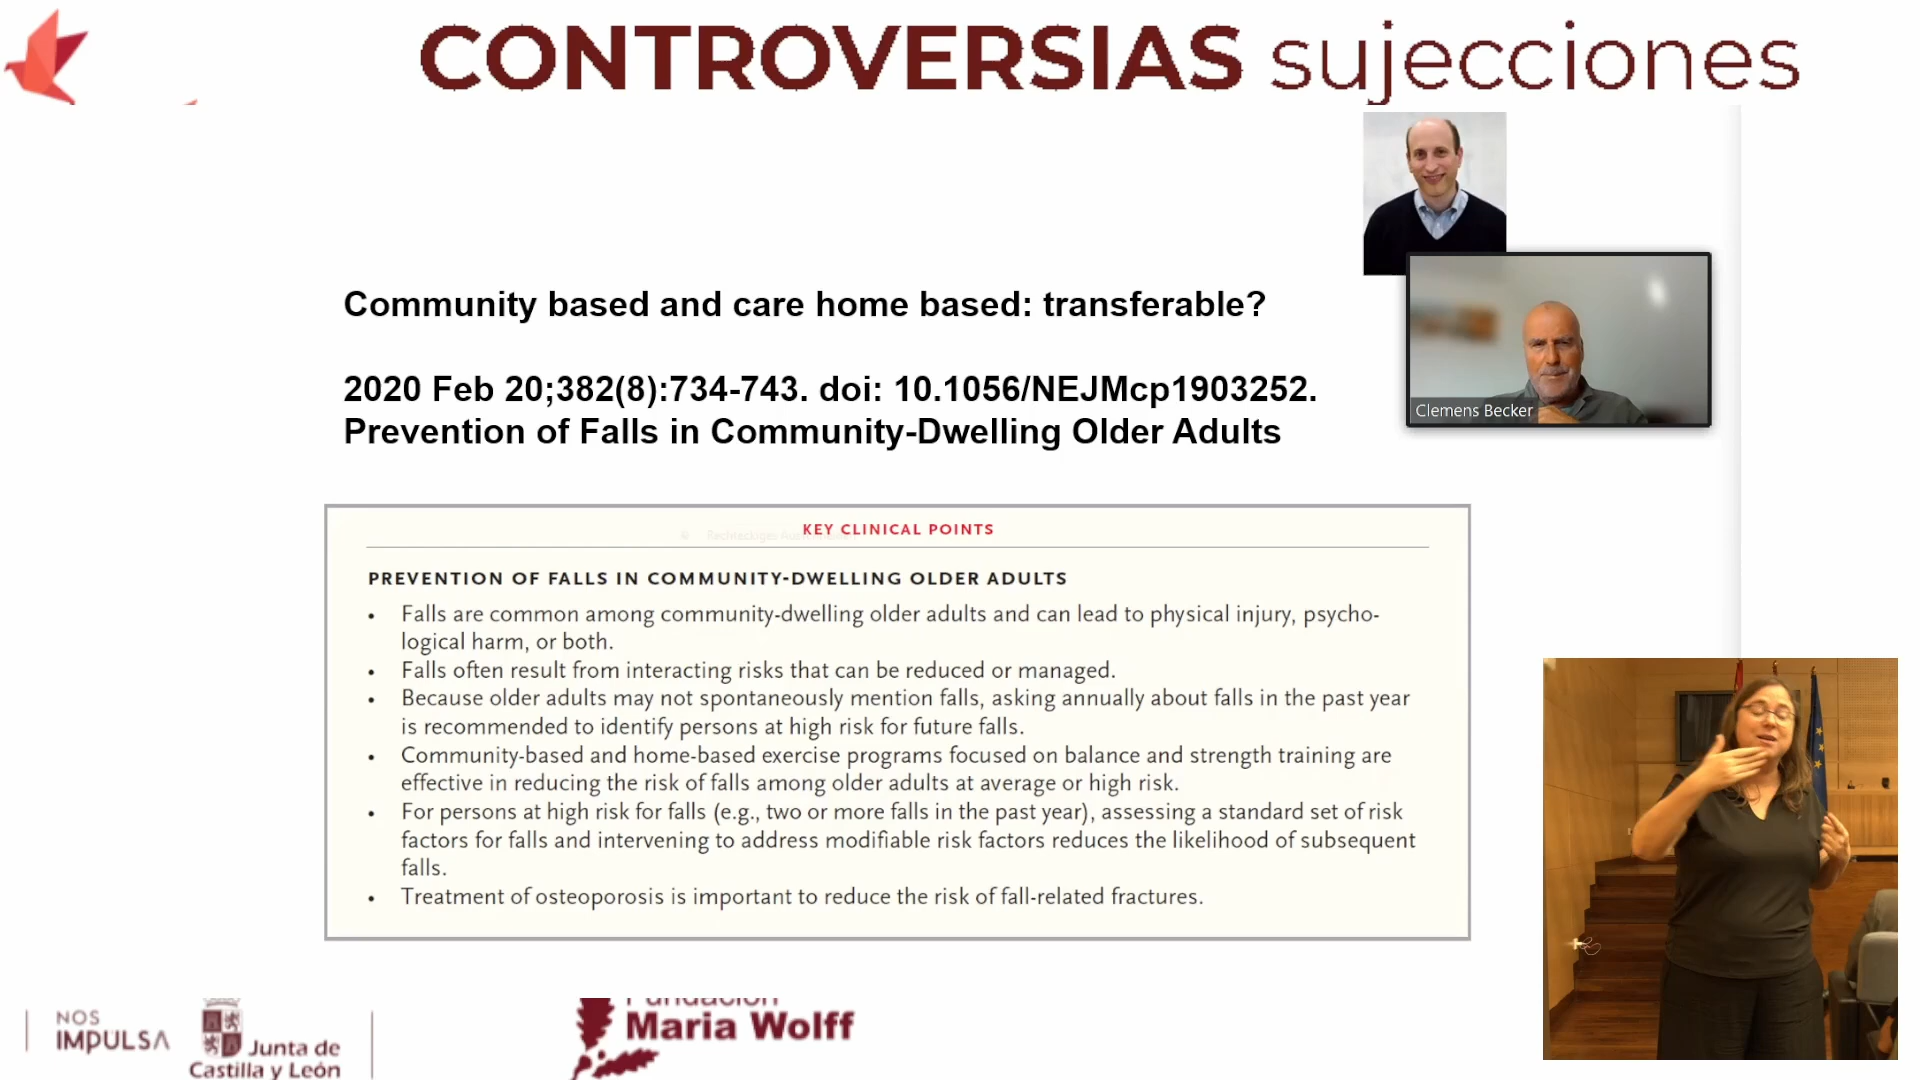 CONTROVERSIAS sujecciones
Community based and care home based: transferable?
2020 Feb 20;382(8):734-743. doi: 10.1056/NEJMcp1903252.
Prevention of Falls in Community-Dwelling Older Adults
Clemens Becker
KEY CLINICAL POINTS
PREVENTION OF FALLS IN COMMUNITY-DWELLING OLDER ADULTS
• Falls are common among community-dwelling older adults and can lead to physical injury, psycho-
logical harm, or both.
• Falls often result from interacting risks that can be reduced or managed.
• Because older adults may not spontaneously mention falls, asking annually about falls in the past year
is recommended to identify persons at high risk for future falls.
• Community-based and home-based exercise programs focused on balance and strength training are
effective in reducing the risk of falls among older adults at average or high risk.
• For persons at high risk for falls (e.g., two or more falls in the past year), assessing a standard set of risk
factors for falls and intervening to address modifiable risk factors reduces the likelihood of subsequent
falls.
• Treatment of osteoporosis is important to reduce the risk of fall-related fractures.
NOS
IMPULSA
Junta de
Castilla y León
Fundación
Maria Wolff